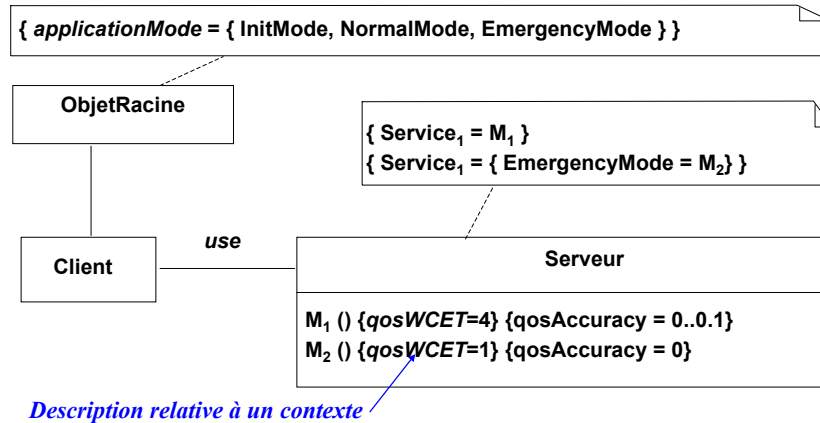 { applicationMode = { InitMode, NormalMode, EmergencyMode } }
ObjetRacine
{ Service₁ = M₁ }
{ Service₁ = { EmergencyMode = M₂} }
use
Client
Serveur
M₁ () {qosWCET=4} {qosAccuracy = 0..0.1}
M₂ () {qosWCET=1} {qosAccuracy = 0}
Description relative à un contexte